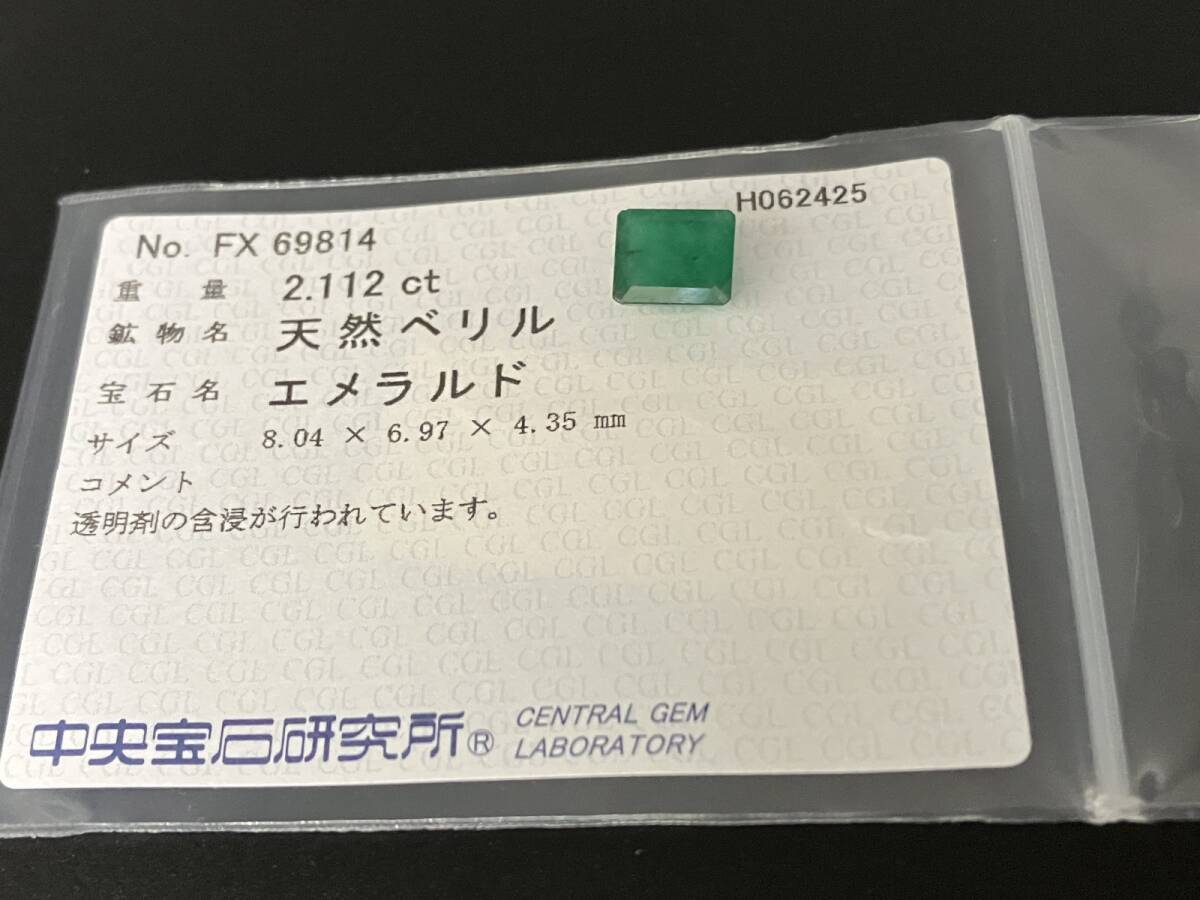 H062425
No. FX 69814
重量 2.112 ct
鉱物名 天然ベリル
宝石名 エメラルド
サイズ 8.04 × 6.97 × 4.35 mm
コメント
透明剤の含浸が行われています。
中央宝石研究所® CENTRAL GEM
LABORATORY